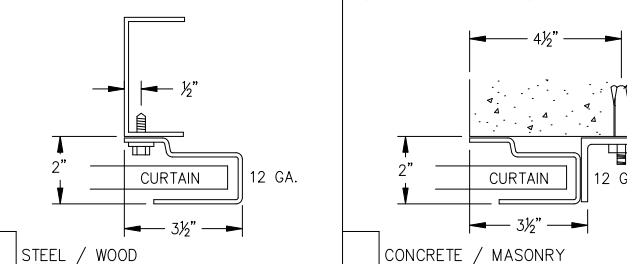 ½"
2"
CURTAIN
12 GA.
3½"
STEEL / WOOD
4½"
2"
CURTAIN
12 G
3½"
CONCRETE / MASONRY